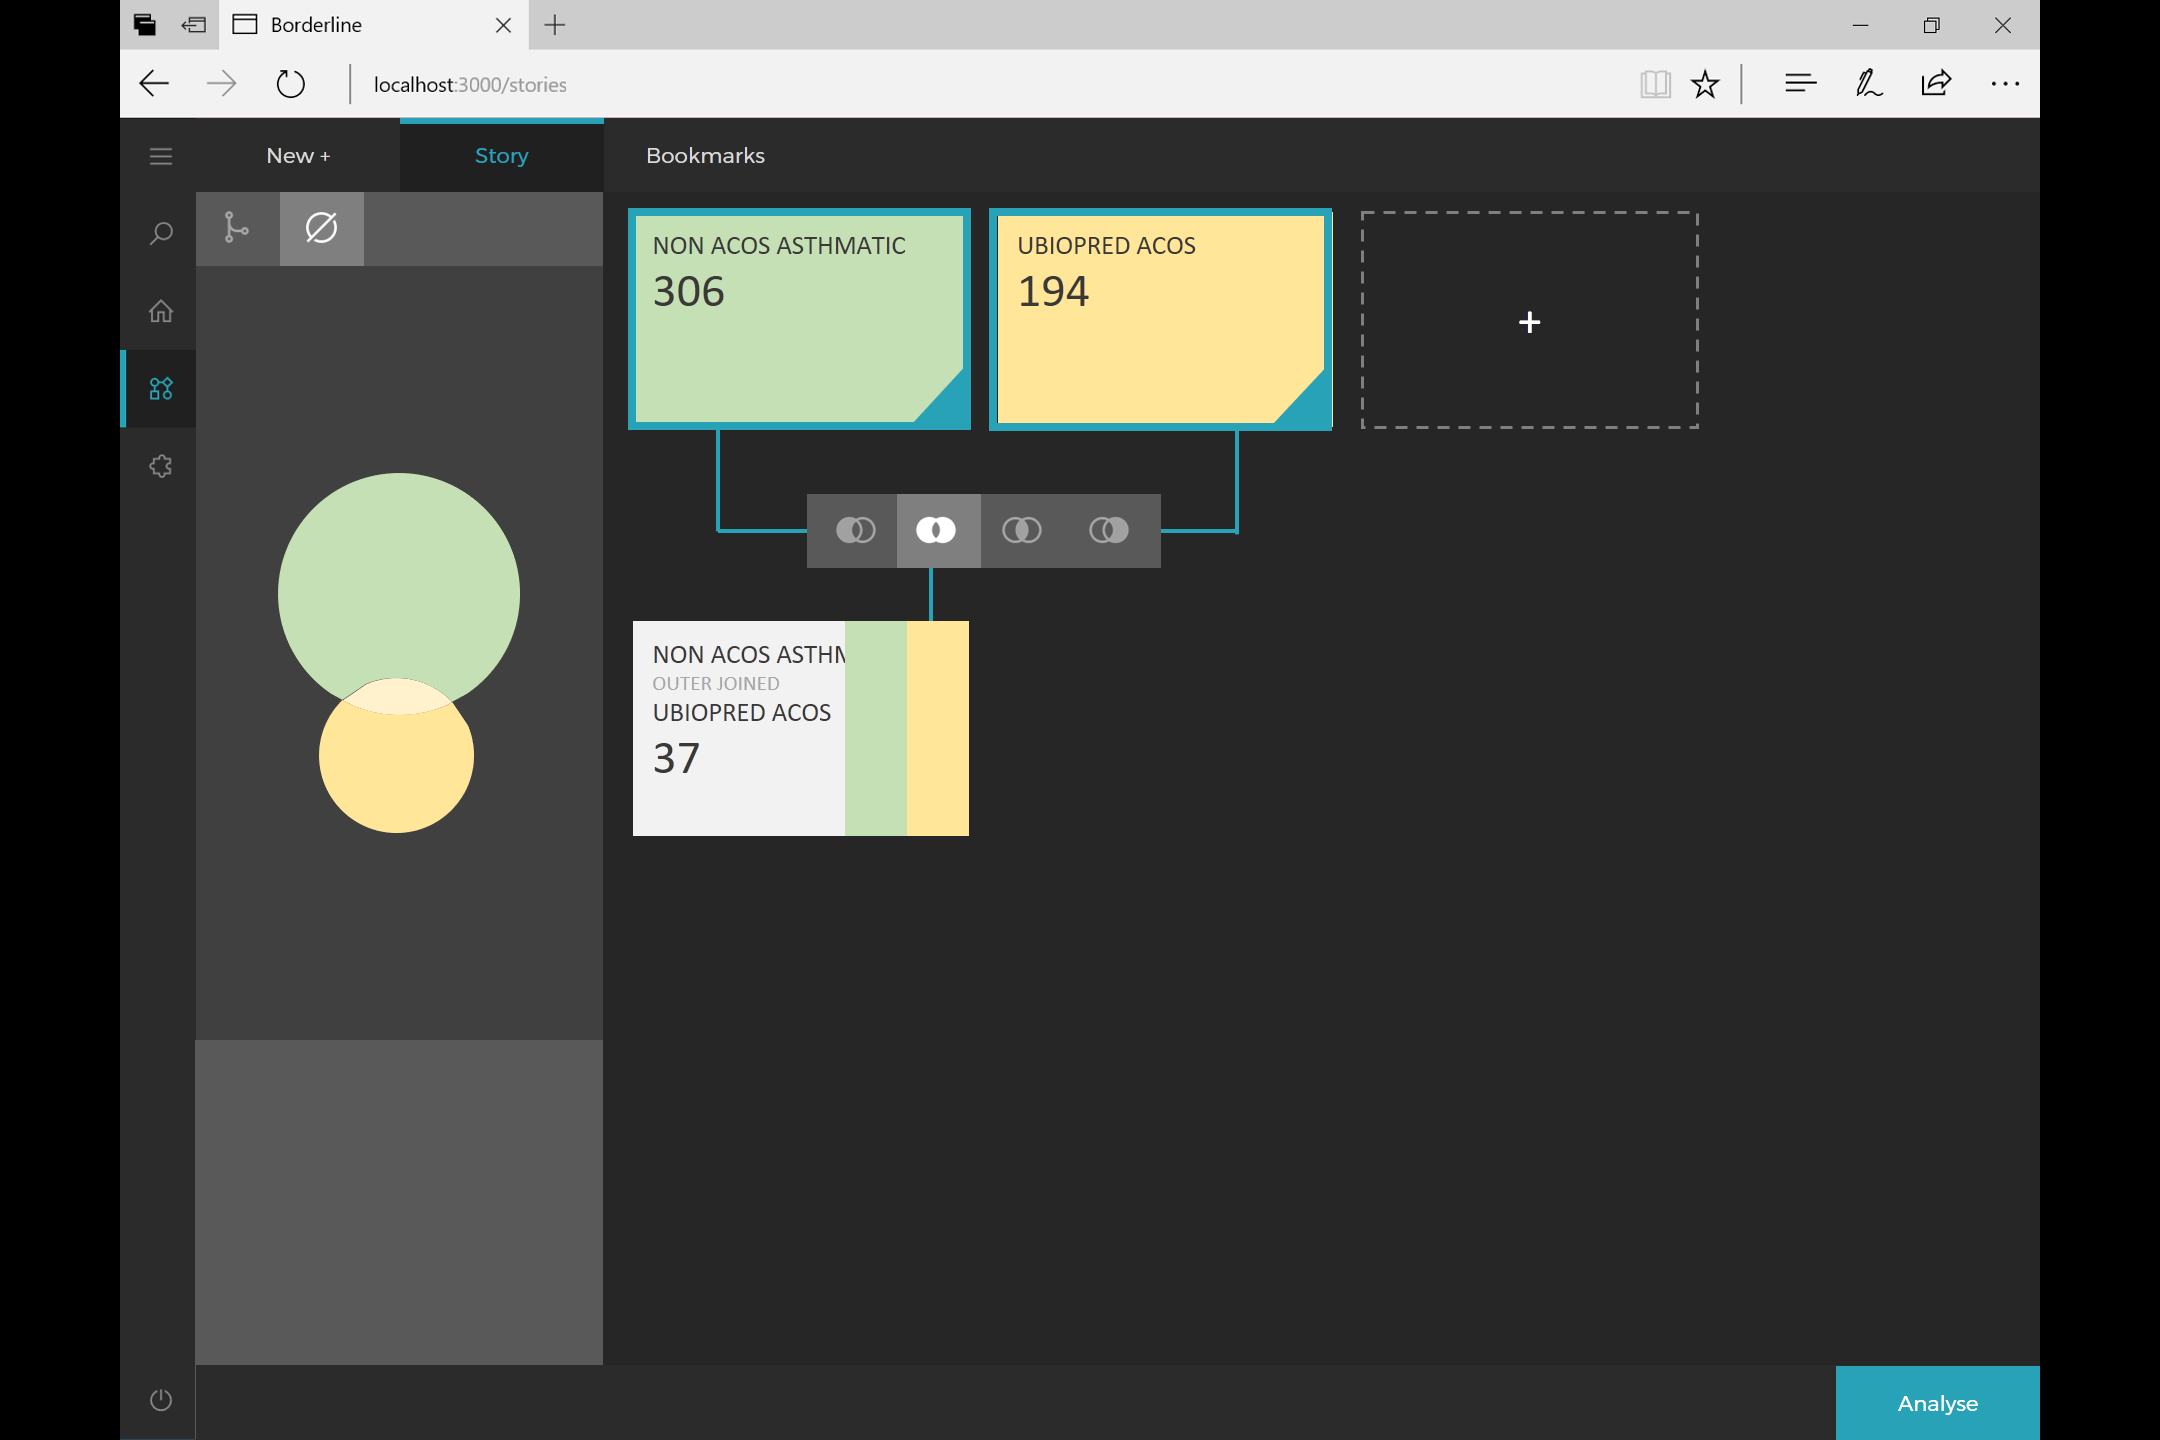 Borderline
localhost:3000/stories
New +
Story
Bookmarks
NON ACOS ASTHMATIC
306
UBIOPRED ACOS
194
+
NON ACOS ASTHM
OUTER JOINED
UBIOPRED ACOS
37
Analyse